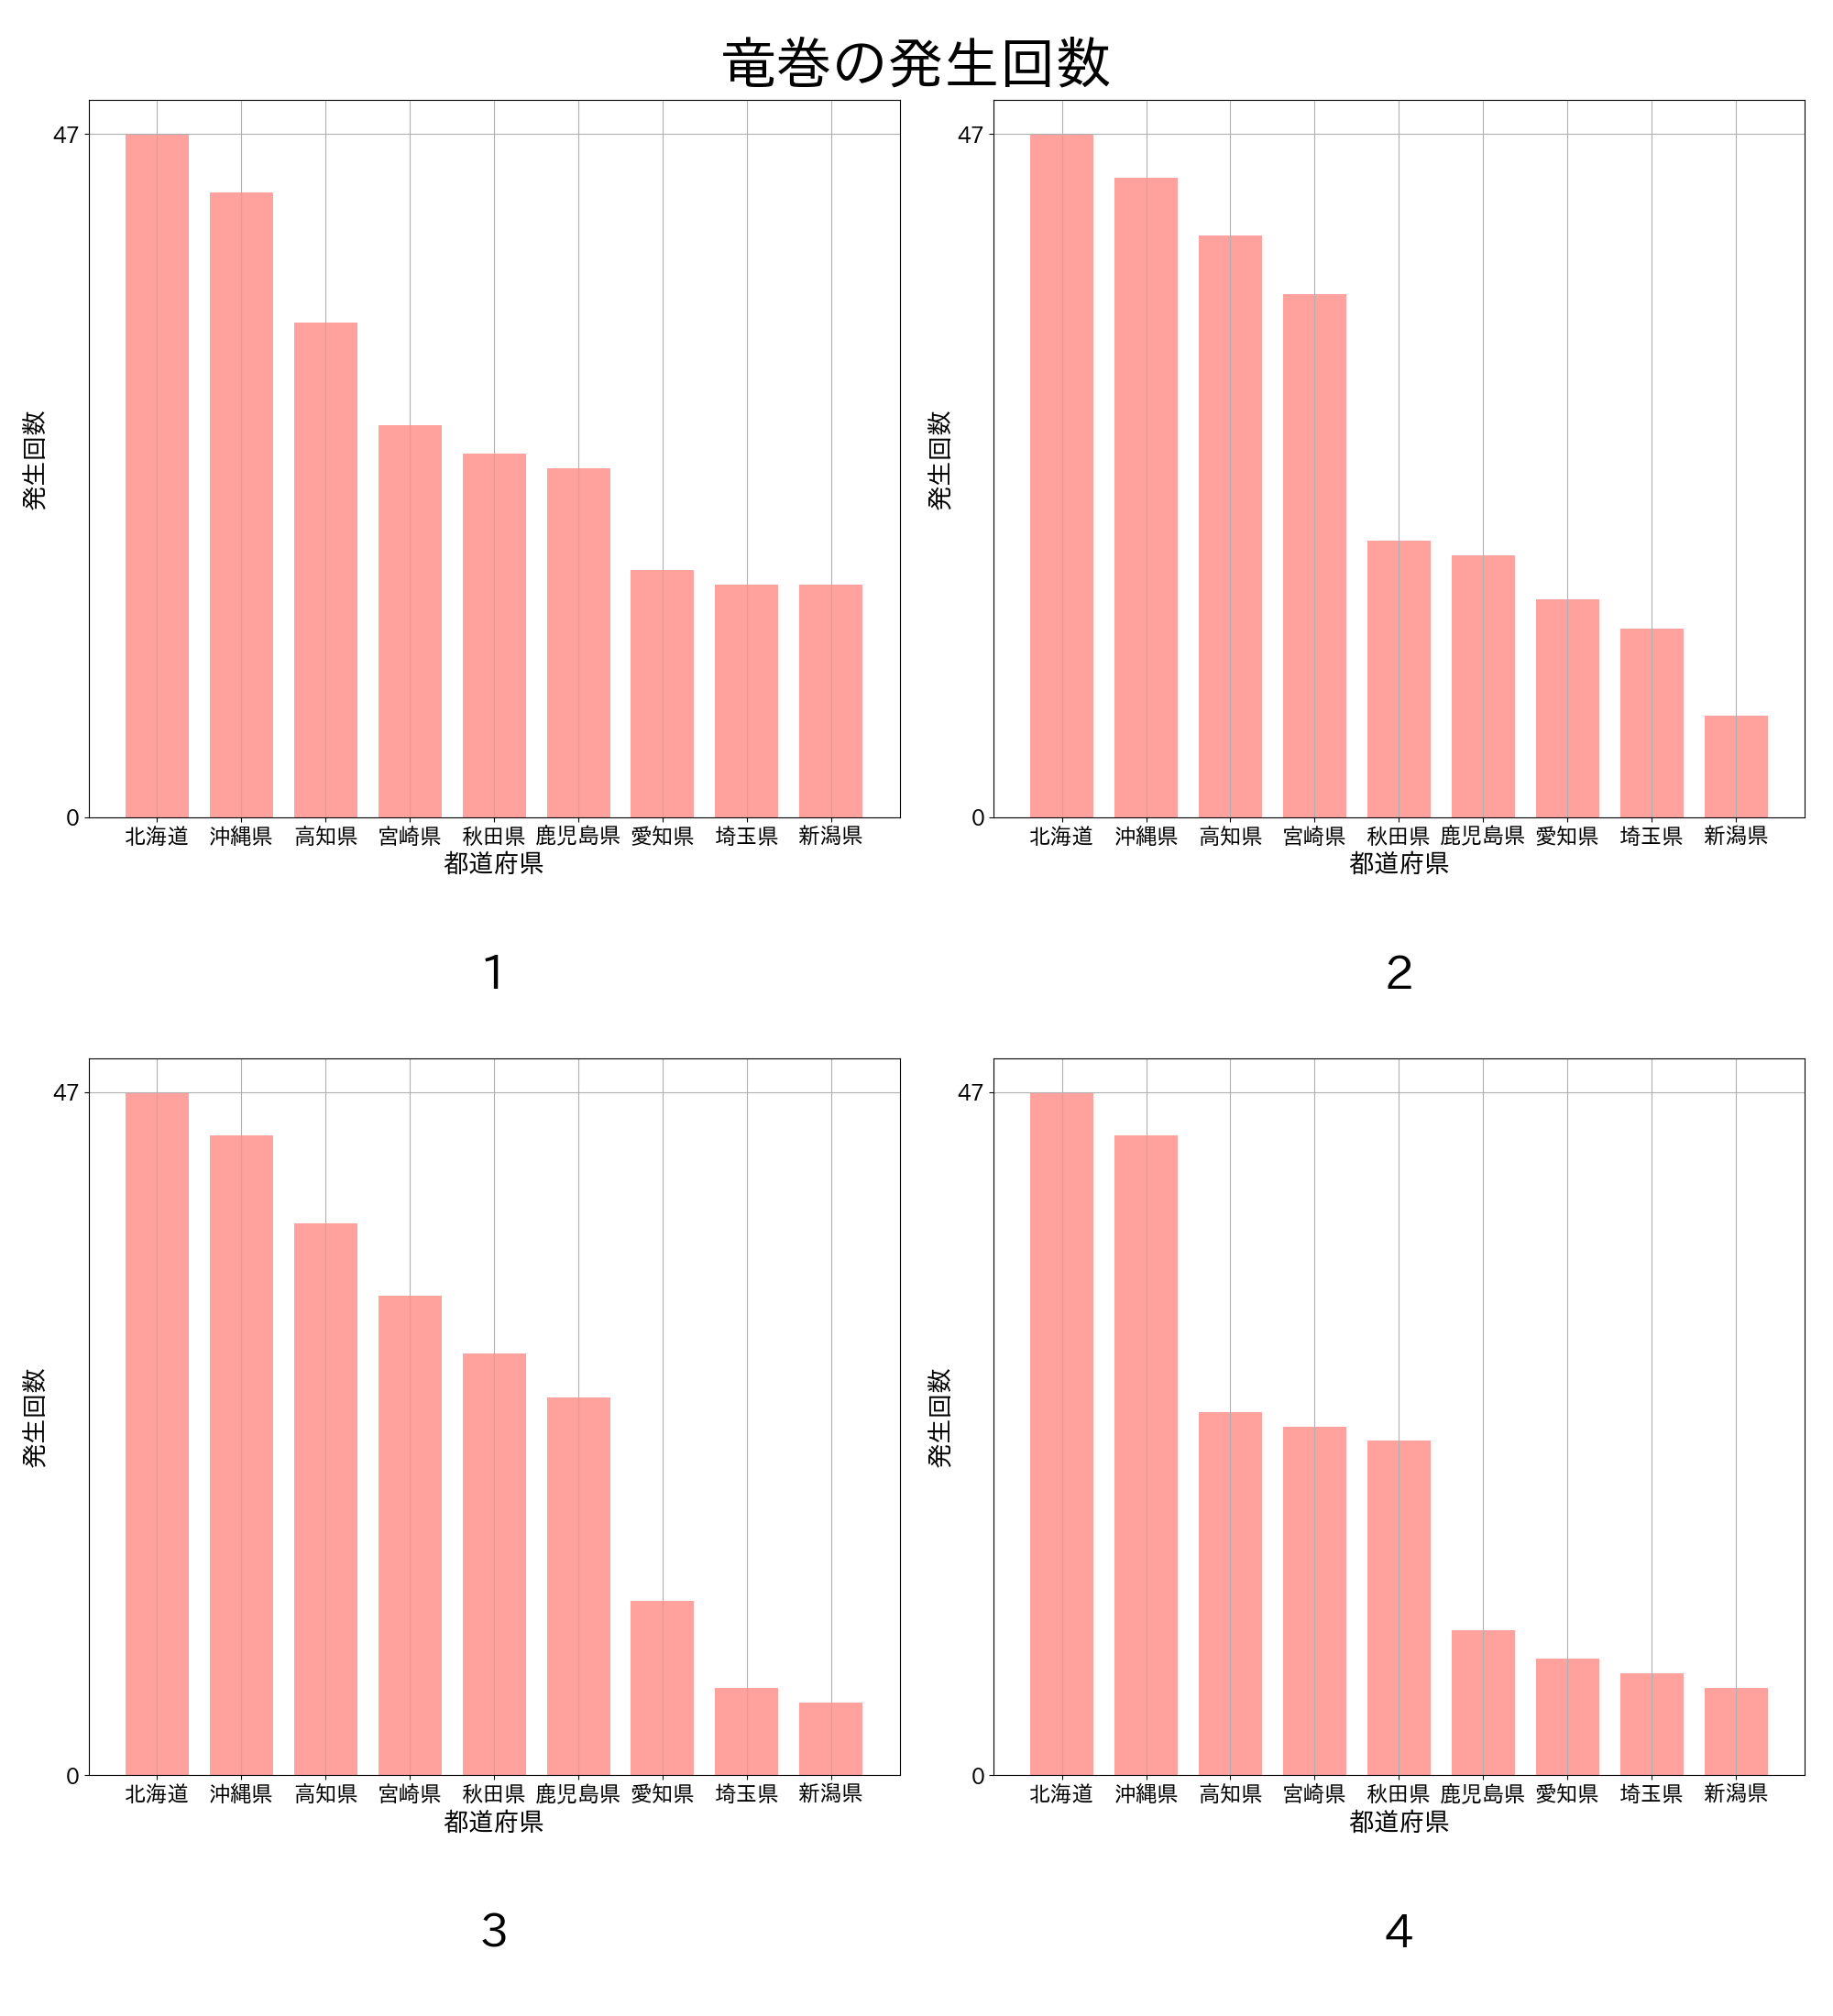 竜巻の発生回数
47
0
発生回数
北海道 沖縄県 高知県 宮崎県 秋田県 鹿児島県 愛知県 埼玉県 新潟県
都道府県
1
47
0
発生回数
北海道 沖縄県 高知県 宮崎県 秋田県 鹿児島県 愛知県 埼玉県 新潟県
都道府県
2
47
0
発生回数
北海道 沖縄県 高知県 宮崎県 秋田県 鹿児島県 愛知県 埼玉県 新潟県
都道府県
3
47
0
発生回数
北海道 沖縄県 高知県 宮崎県 秋田県 鹿児島県 愛知県 埼玉県 新潟県
都道府県
4